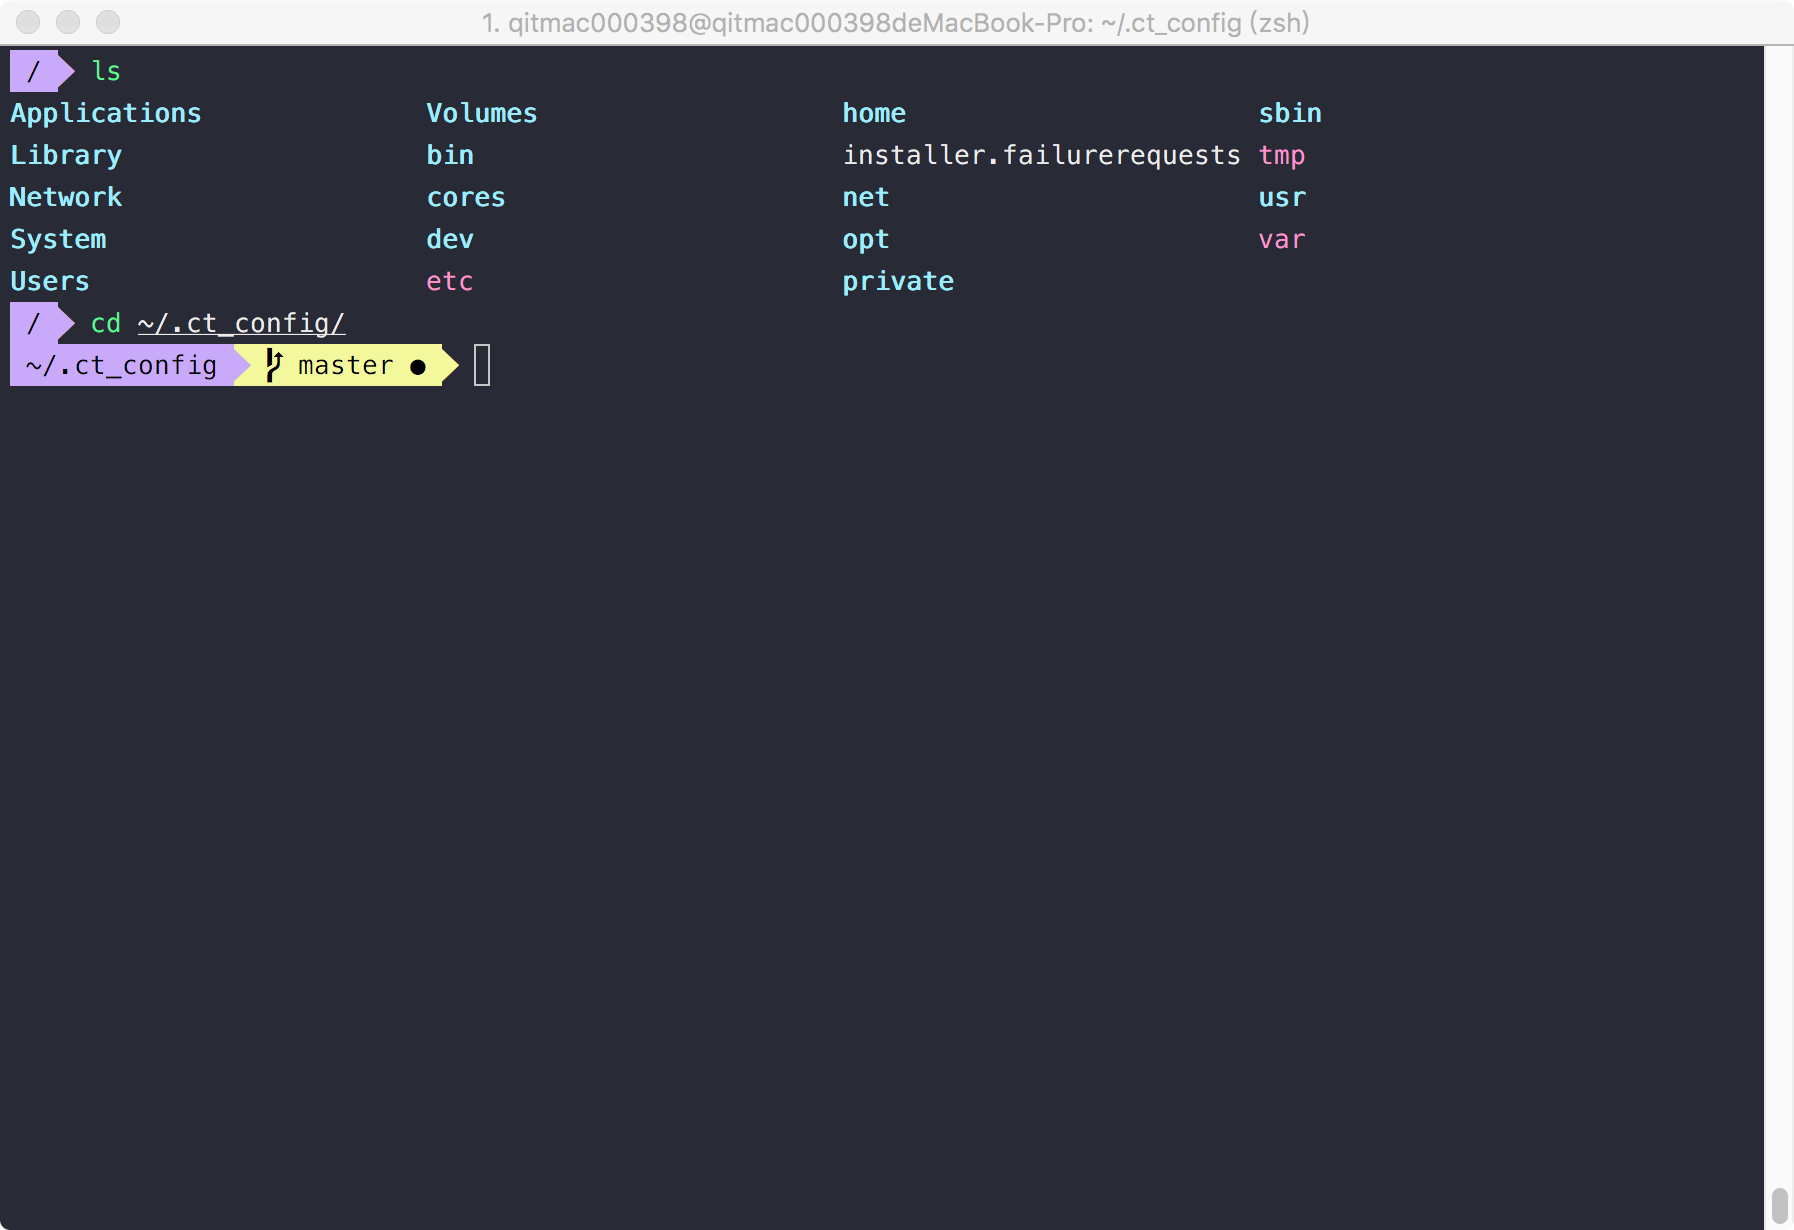 1. qitmac000398@qitmac000398deMacBook-Pro: ~/.ct_config (zsh)
/ ls
Applications Volumes home sbin
Library bin installer.failurerequests tmp
Network cores net usr
System dev opt var
Users etc private
/ cd ~/.ct_config/
~/.ct_config master ●